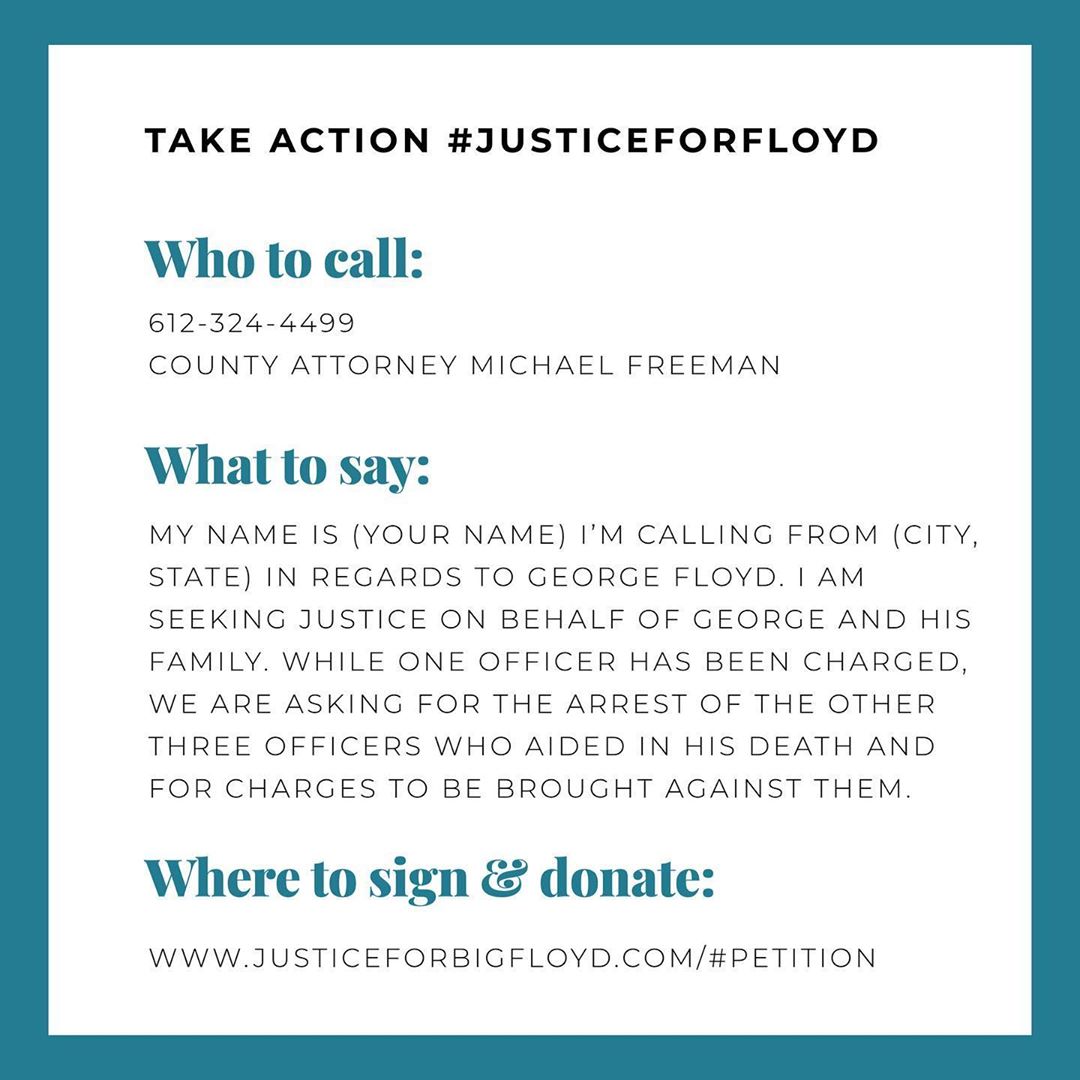 TAKE ACTION #JUSTICEFORFLOYD
Who to call:
612-324-4499
COUNTY ATTORNEY MICHAEL FREEMAN
What to say:
MY NAME IS (YOUR NAME) I’M CALLING FROM (CITY,
STATE) IN REGARDS TO GEORGE FLOYD. I AM
SEEKING JUSTICE ON BEHALF OF GEORGE AND HIS
FAMILY. WHILE ONE OFFICER HAS BEEN CHARGED,
WE ARE ASKING FOR THE ARREST OF THE OTHER
THREE OFFICERS WHO AIDED IN HIS DEATH AND
FOR CHARGES TO BE BROUGHT AGAINST THEM.
Where to sign & donate:
WWW.JUSTICEFORBIGFLOYD.COM/#PETITION